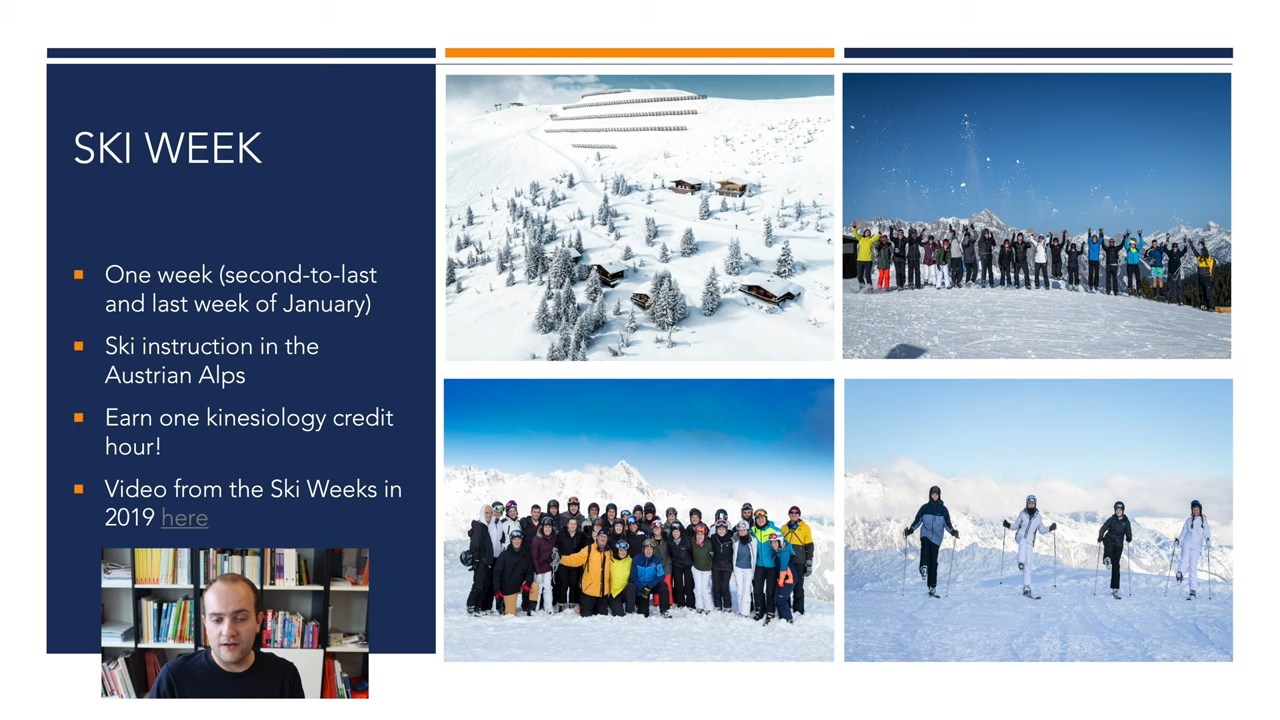 SKI WEEK
One week (second-to-last
and last week of January)
Ski instruction in the
Austrian Alps
Earn one kinesiology credit
hour!
Video from the Ski Weeks in
2019 here